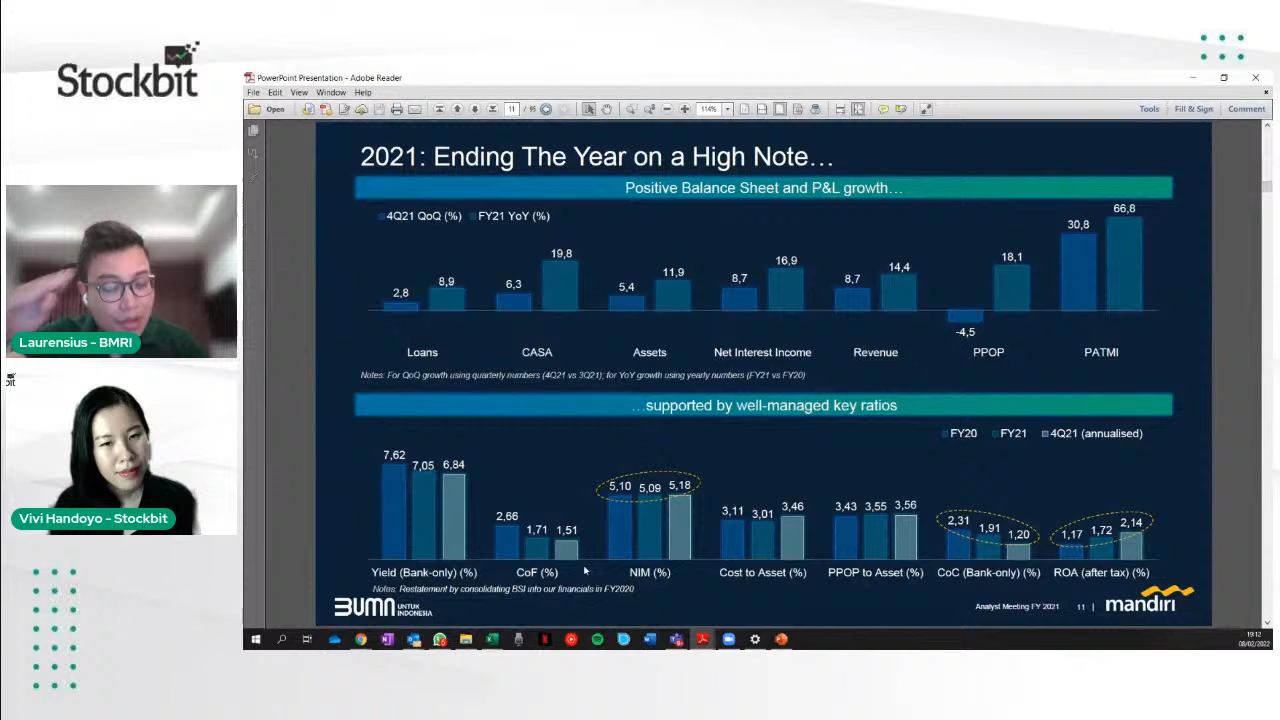 Stockbit
PowerPoint Presentation - Adobe Reader
File Edit View Window Help
Open 11 / 95 114% Tools Fill & Sign Comment
2021: Ending The Year on a High Note…
Positive Balance Sheet and P&L growth…
4Q21 QoQ (%) FY21 YoY (%)
2,8 8,9 6,3 19,8 5,4 11,9 8,7 16,9 8,7 14,4 -4,5 18,1 30,8 66,8
Loans CASA Assets Net Interest Income Revenue PPOP PATMI
Notes: For QoQ growth using quarterly numbers (4Q21 vs 3Q21); for YoY growth using yearly numbers (FY21 vs FY20)
…supported by well-managed key ratios
FY20 FY21 4Q21 (annualised)
7,62 7,05 6,84 2,66 1,71 1,51 5,10 5,09 5,18 3,11 3,01 3,46 3,43 3,55 3,56 2,31 1,91 1,20 1,17 1,72 2,14
Yield (Bank-only) (%) CoF (%) NIM (%) Cost to Asset (%) PPOP to Asset (%) CoC (Bank-only) (%) ROA (after tax) (%)
Notes: Restatement by consolidating BSI into our financials in FY2020
BUMN UNTUK
INDONESIA
Analyst Meeting FY 2021 11 |
mandiri
19:12
08/02/2022
Laurensius - BMRI
Vivi Handoyo - Stockbit